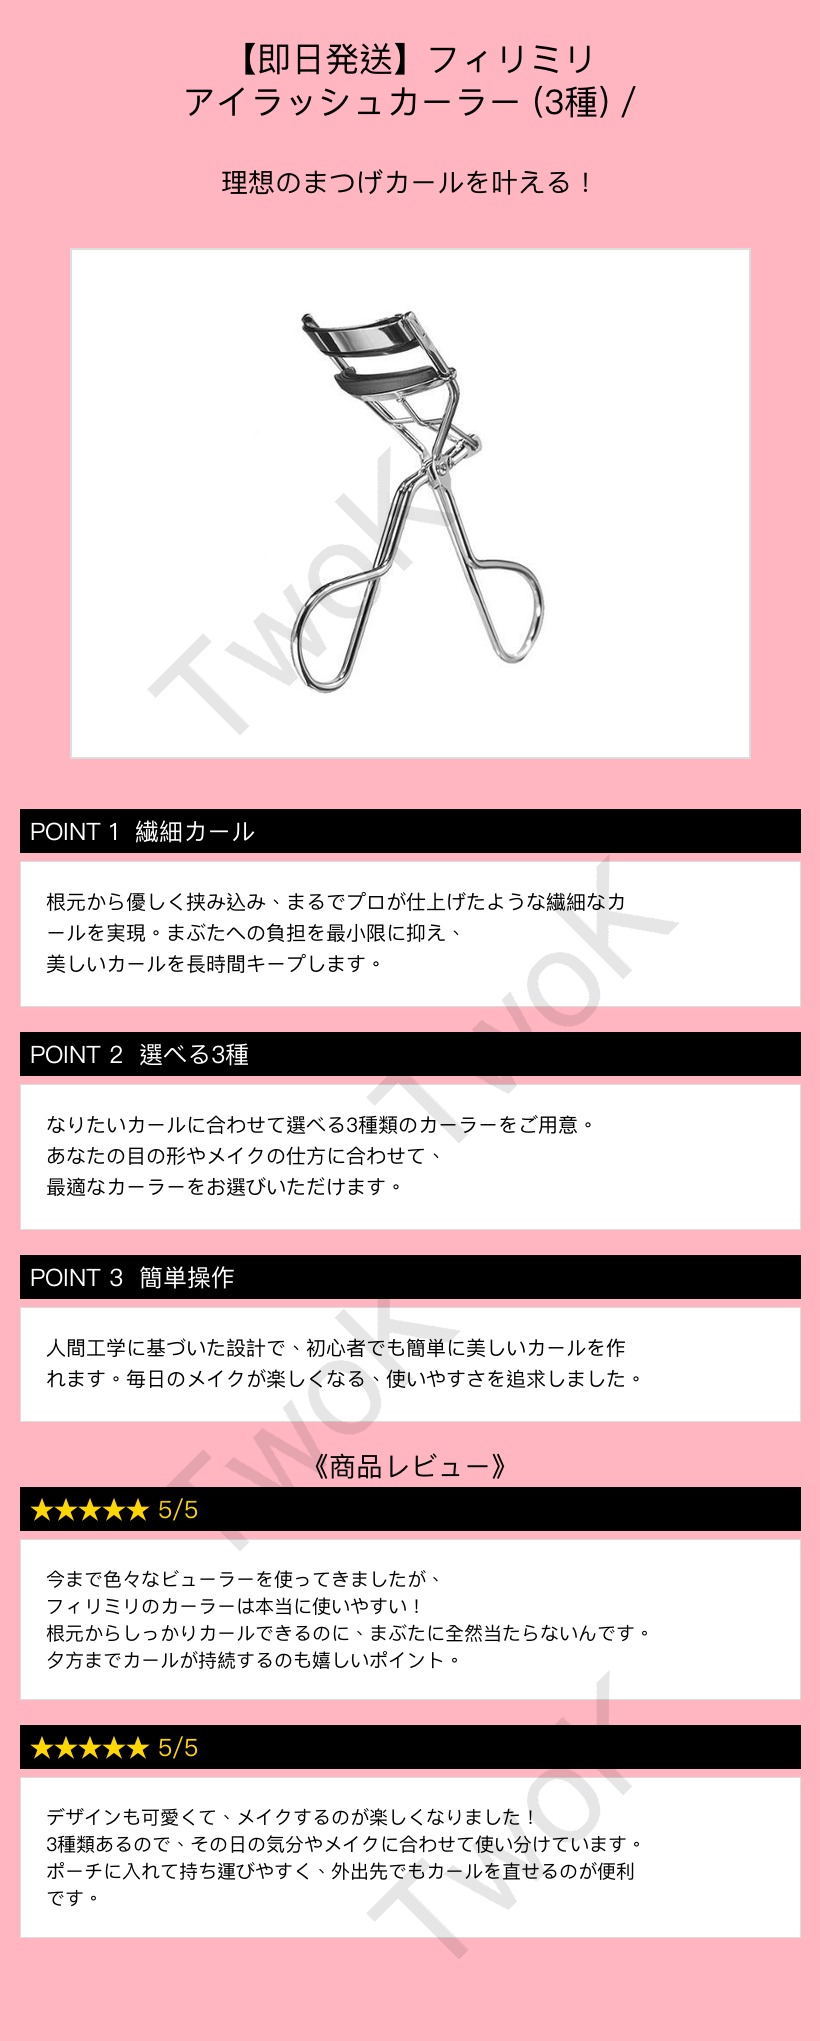 【即日発送】フィリミリ
アイラッシュカーラー (3種) /
理想のまつげカールを叶える！
TwoK
POINT 1 繊細カール
根元から優しく挟み込み、まるでプロが仕上げたような繊細なカ
ールを実現。まぶたへの負担を最小限に抑え、
美しいカールを長時間キープします。
TwoK
POINT 2 選べる3種
なりたいカールに合わせて選べる3種類のカーラーをご用意。
あなたの目の形やメイクの仕方に合わせて、
最適なカーラーをお選びいただけます。
POINT 3 簡単操作
人間工学に基づいた設計で、初心者でも簡単に美しいカールを作
れます。毎日のメイクが楽しくなる、使いやすさを追求しました。
TwoK
《商品レビュー》
★★★★★ 5/5
今まで色々なビューラーを使ってきましたが、
フィリミリのカーラーは本当に使いやすい！
根元からしっかりカールできるのに、まぶたに全然当たらないんです。
夕方までカールが持続するのも嬉しいポイント。
★★★★★ 5/5
デザインも可愛くて、メイクするのが楽しくなりました！
3種類あるので、その日の気分やメイクに合わせて使い分けています。
ポーチに入れて持ち運びやすく、外出先でもカールを直せるのが便利
です。
TwoK